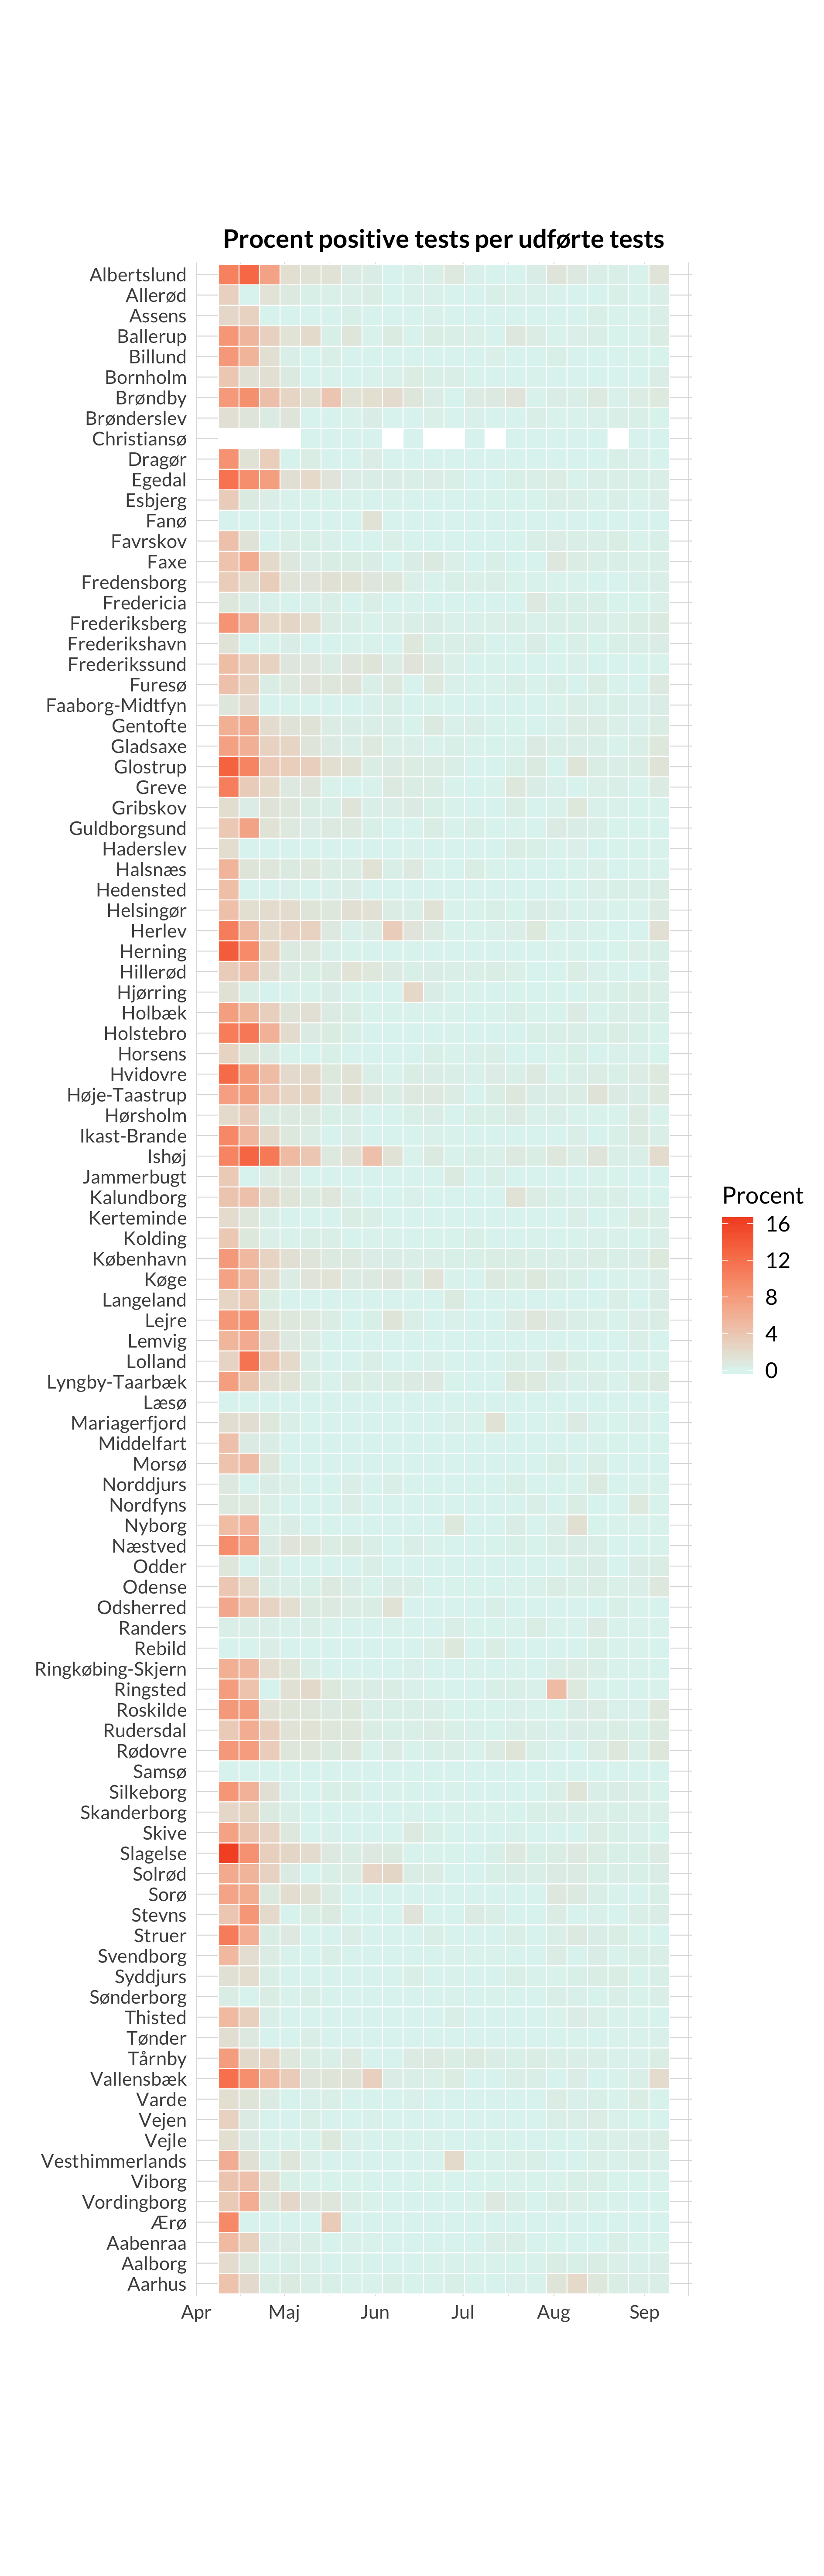 Procent positive tests per udførte tests
Albertslund
Allerød
Assens
Ballerup
Billund
Bornholm
Brøndby
Brønderslev
Christiansø
Dragør
Egedal
Esbjerg
Fanø
Favrskov
Faxe
Fredensborg
Fredericia
Frederiksberg
Frederikshavn
Frederikssund
Furesø
Faaborg-Midtfyn
Gentofte
Gladsaxe
Glostrup
Greve
Gribskov
Guldborgsund
Haderslev
Halsnæs
Hedensted
Helsingør
Herlev
Herning
Hillerød
Hjørring
Holbæk
Holstebro
Horsens
Hvidovre
Høje-Taastrup
Hørsholm
Ikast-Brande
Ishøj
Jammerbugt
Kalundborg
Kerteminde
Kolding
København
Køge
Langeland
Lejre
Lemvig
Lolland
Lyngby-Taarbæk
Læsø
Mariagerfjord
Middelfart
Morsø
Norddjurs
Nordfyns
Nyborg
Næstved
Odder
Odense
Odsherred
Randers
Rebild
Ringkøbing-Skjern
Ringsted
Roskilde
Rudersdal
Rødovre
Samsø
Silkeborg
Skanderborg
Skive
Slagelse
Solrød
Sorø
Stevns
Struer
Svendborg
Syddjurs
Sønderborg
Thisted
Tønder
Tårnby
Vallensbæk
Varde
Vejen
Vejle
Vesthimmerlands
Viborg
Vordingborg
Ærø
Aabenraa
Aalborg
Aarhus
Apr Maj Jun Jul Aug Sep
Procent
16
12
8
4
0